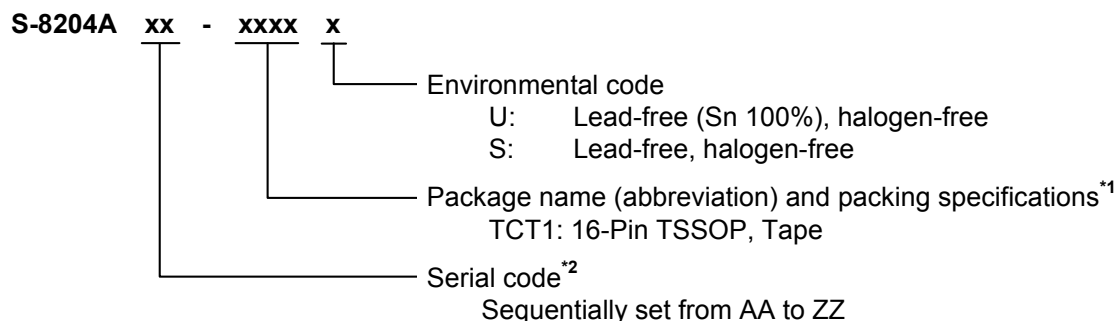 S-8204A xx - xxxx x
Environmental code
U: Lead-free (Sn 100%), halogen-free
S: Lead-free, halogen-free
Package name (abbreviation) and packing specifications*1
TCT1: 16-Pin TSSOP, Tape
Serial code*2
Sequentially set from AA to ZZ